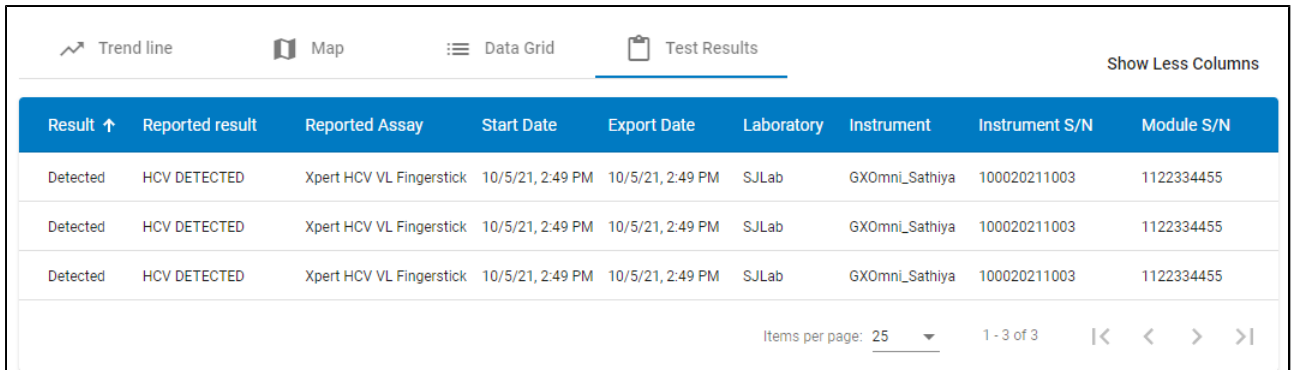 Trend line Map Data Grid Test Results
Show Less Columns
Result Reported result Reported Assay Start Date Export Date Laboratory Instrument Instrument S/N Module S/N
Detected HCV DETECTED Xpert HCV VL Fingerstick 10/5/21, 2:49 PM 10/5/21, 2:49 PM SJLab GXOmni_Sathiya 100020211003 1122334455
Detected HCV DETECTED Xpert HCV VL Fingerstick 10/5/21, 2:49 PM 10/5/21, 2:49 PM SJLab GXOmni_Sathiya 100020211003 1122334455
Detected HCV DETECTED Xpert HCV VL Fingerstick 10/5/21, 2:49 PM 10/5/21, 2:49 PM SJLab GXOmni_Sathiya 100020211003 1122334455
Items per page: 25 1 - 3 of 3